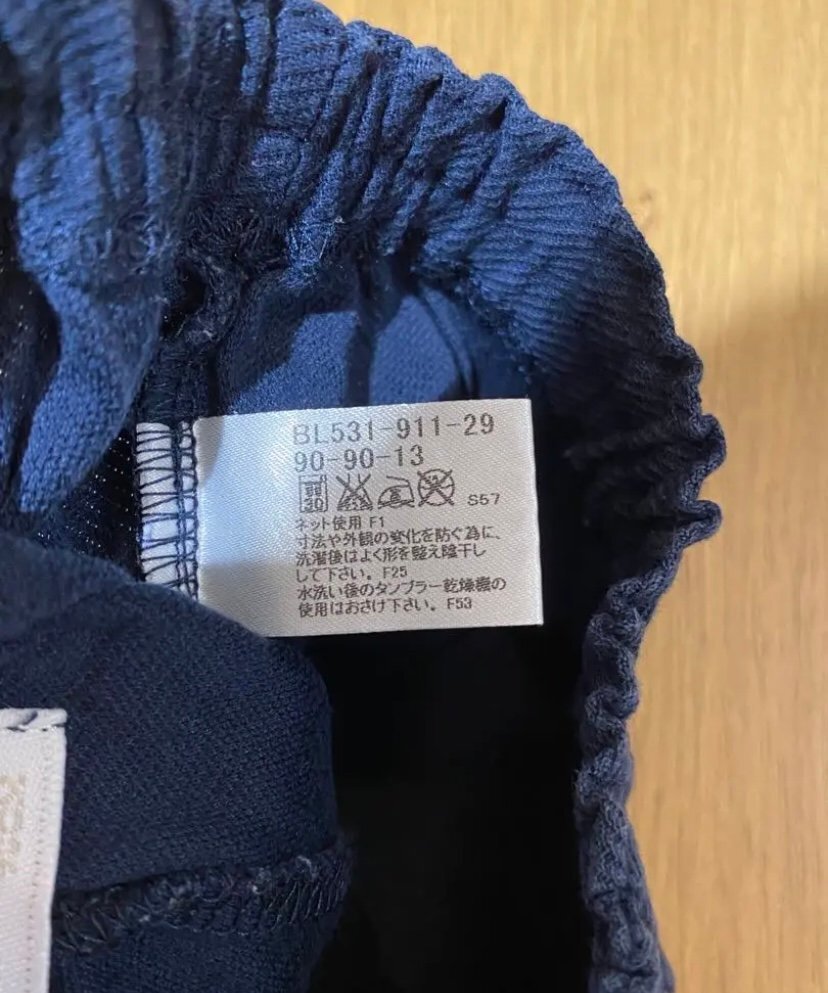 BL531-911-29
90-90-13
弱
30
S57
ネット使用 F1
寸法や外観の変化を防ぐ為に、
洗濯後はよく形を整え陰干し
して下さい。F25
水洗い後のタンブラー乾燥機の
使用はおさけ下さい。F53